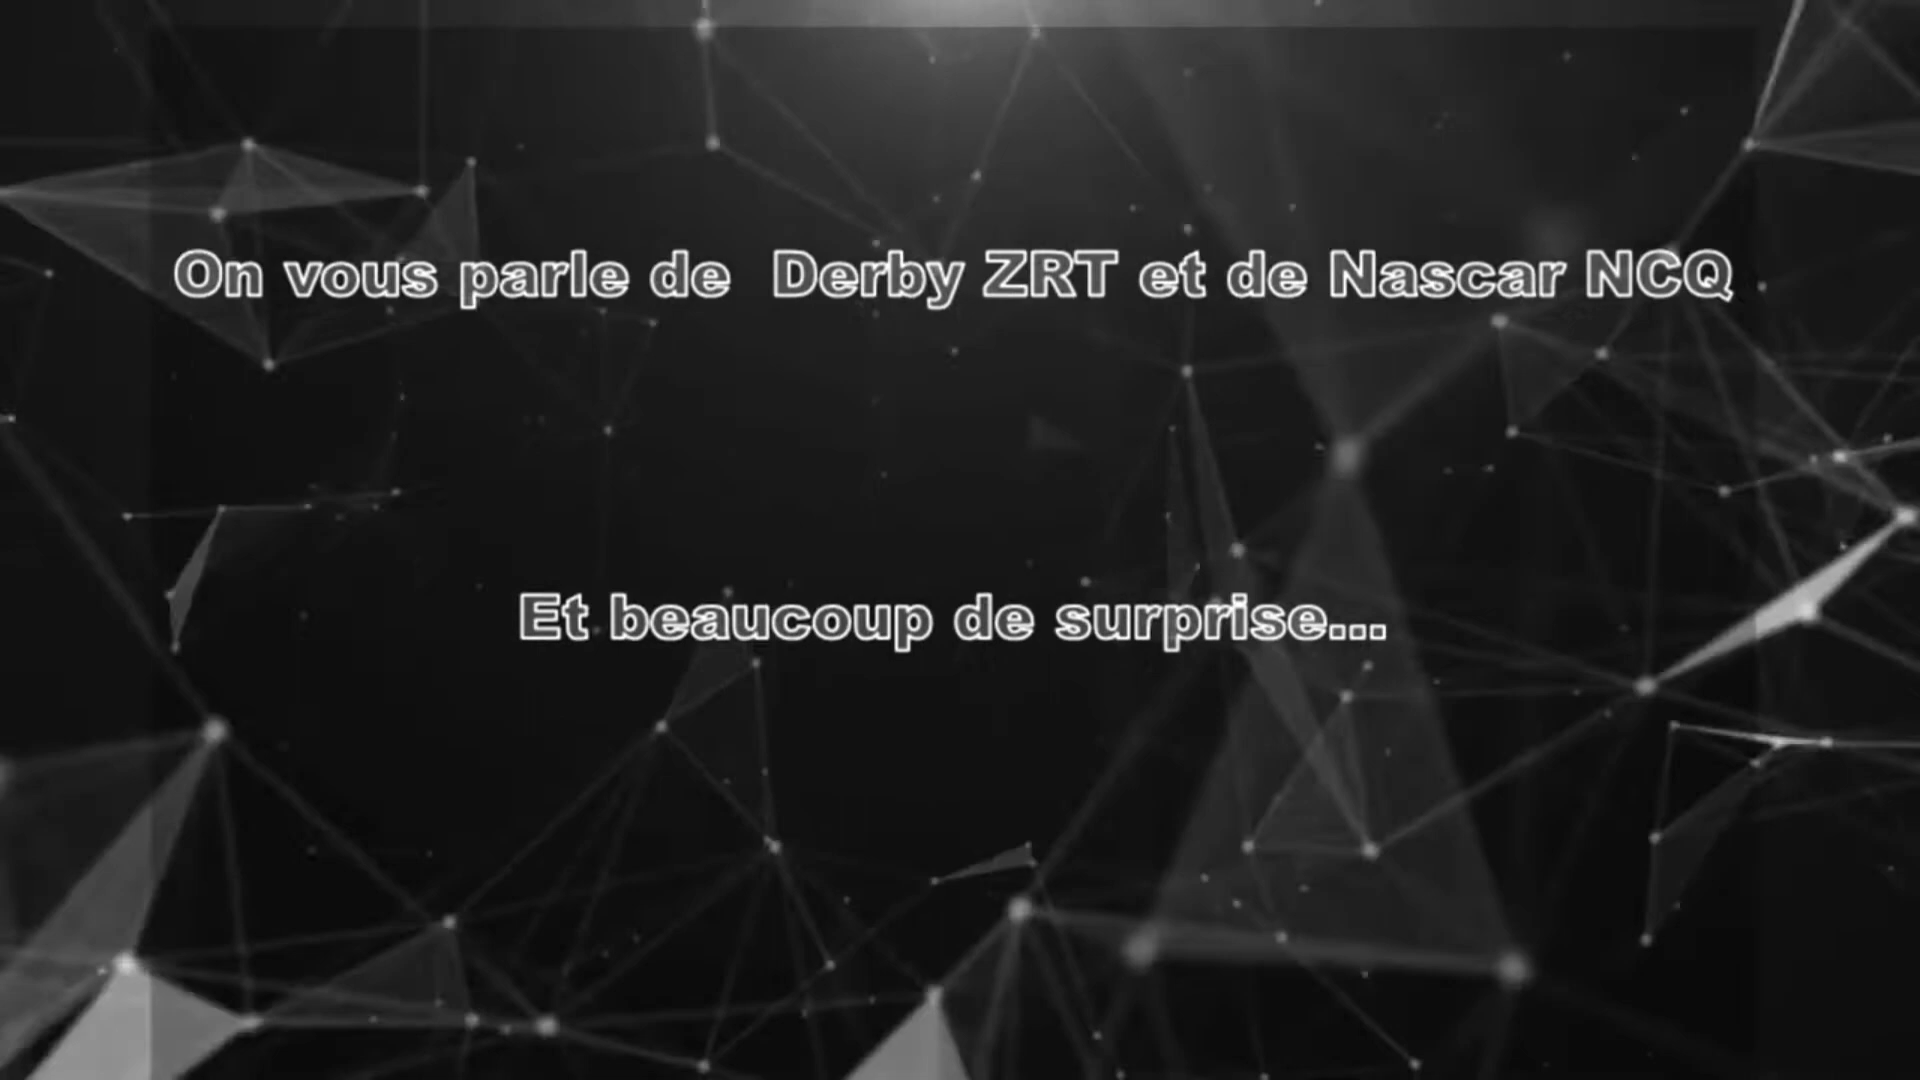 On vous parle de  Derby ZRT et de Nascar NCQ
Et beaucoup de surprise...